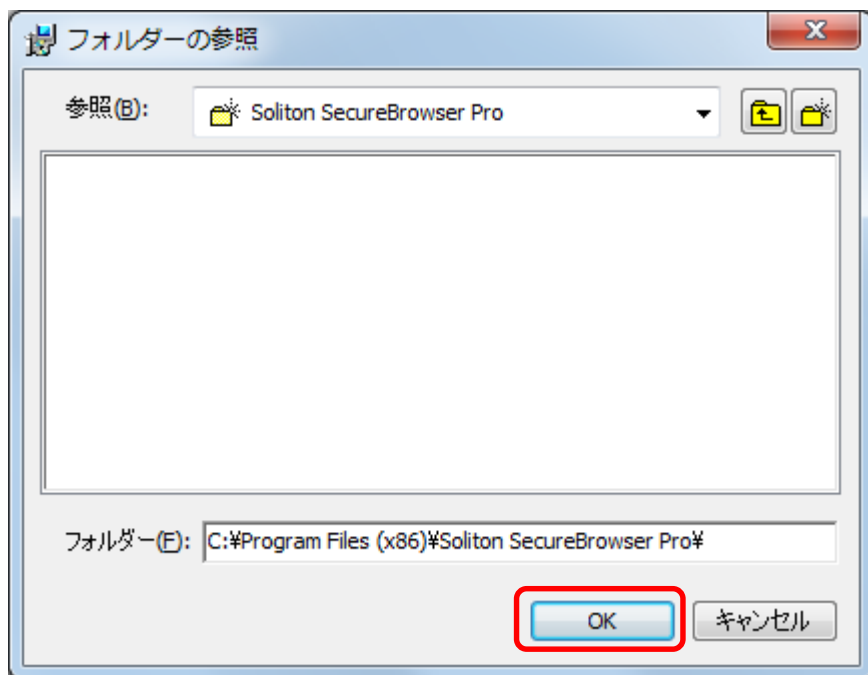 フォルダーの参照
参照(B):
Soliton SecureBrowser Pro
フォルダー(F):
C:¥Program Files (x86)¥Soliton SecureBrowser Pro¥
OK
キャンセル